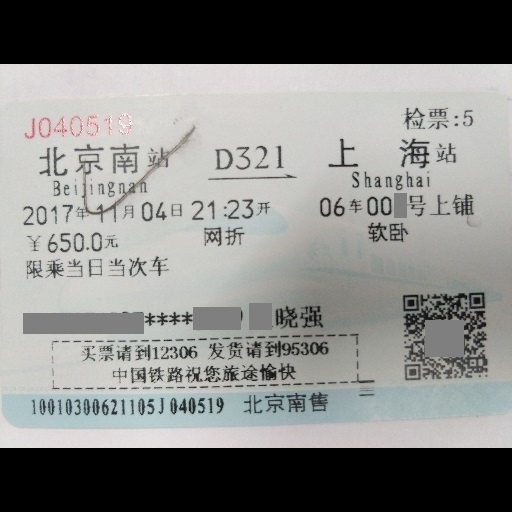 J040519 检票:5
北京南站 D321 上海站
Beijingnan Shanghai
2017年11月04日21:23开 06车00 号上铺
￥650.0元 网折 软卧
限乘当日当次车
**** 晓强
买票请到12306 发货请到95306
中国铁路祝您旅途愉快
10010300621105J040519 北京南售